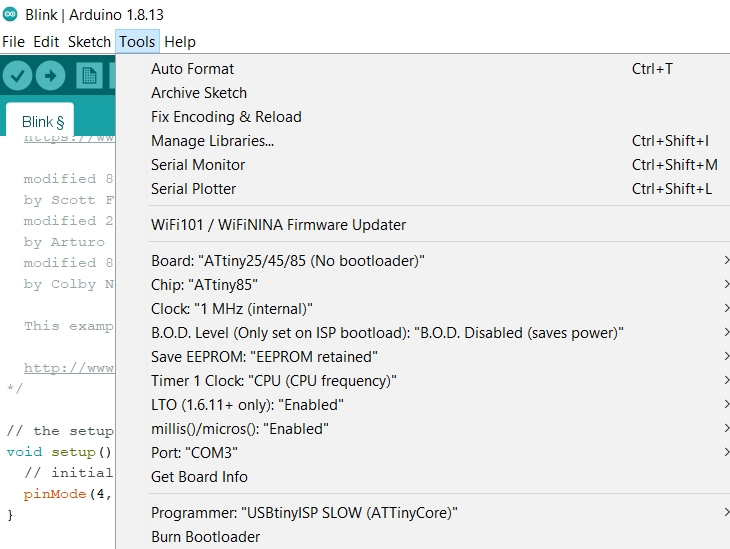 Blink | Arduino 1.8.13
File Edit Sketch Tools Help
Auto Format Ctrl+T
Archive Sketch
Fix Encoding & Reload
Manage Libraries... Ctrl+Shift+I
Serial Monitor Ctrl+Shift+M
Serial Plotter Ctrl+Shift+L
WiFi101 / WiFiNINA Firmware Updater
Board: "ATtiny25/45/85 (No bootloader)"
Chip: "ATtiny85"
Clock: "1 MHz (internal)"
B.O.D. Level (Only set on ISP bootload): "B.O.D. Disabled (saves power)"
Save EEPROM: "EEPROM retained"
Timer 1 Clock: "CPU (CPU frequency)"
LTO (1.6.11+ only): "Enabled"
millis()/micros(): "Enabled"
Port: "COM3"
Get Board Info
Programmer: "USBtinyISP SLOW (ATTinyCore)"
Burn Bootloader
Blink §
https://ww
modified 8
by Scott F
modified 2
by Arturo
modified 8
by Colby N
This examp
http://www
*/
// the setup
void setup()
// initial
pinMode(4,
}